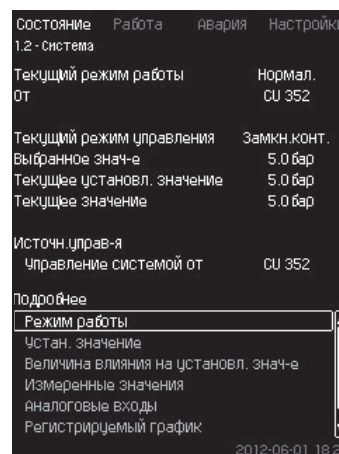 Состояние Работа Авария Настройки
1.2 - Система
Текущий режим работы Нормал.
От CU 352
Текущий режим управления Замкн.конт.
Выбранное знач-е 5.0 бар
Текущее установл. значение 5.0 бар
Текущее значение 5.0 бар
Источн.управ-я
Управление системой от CU 352
Подробнее
Режим работы
Устан. значение
Величина влияния на установл. знач-е
Измеренные значения
Аналоговые входы
Регистрируемый график
2012-06-01 18:2